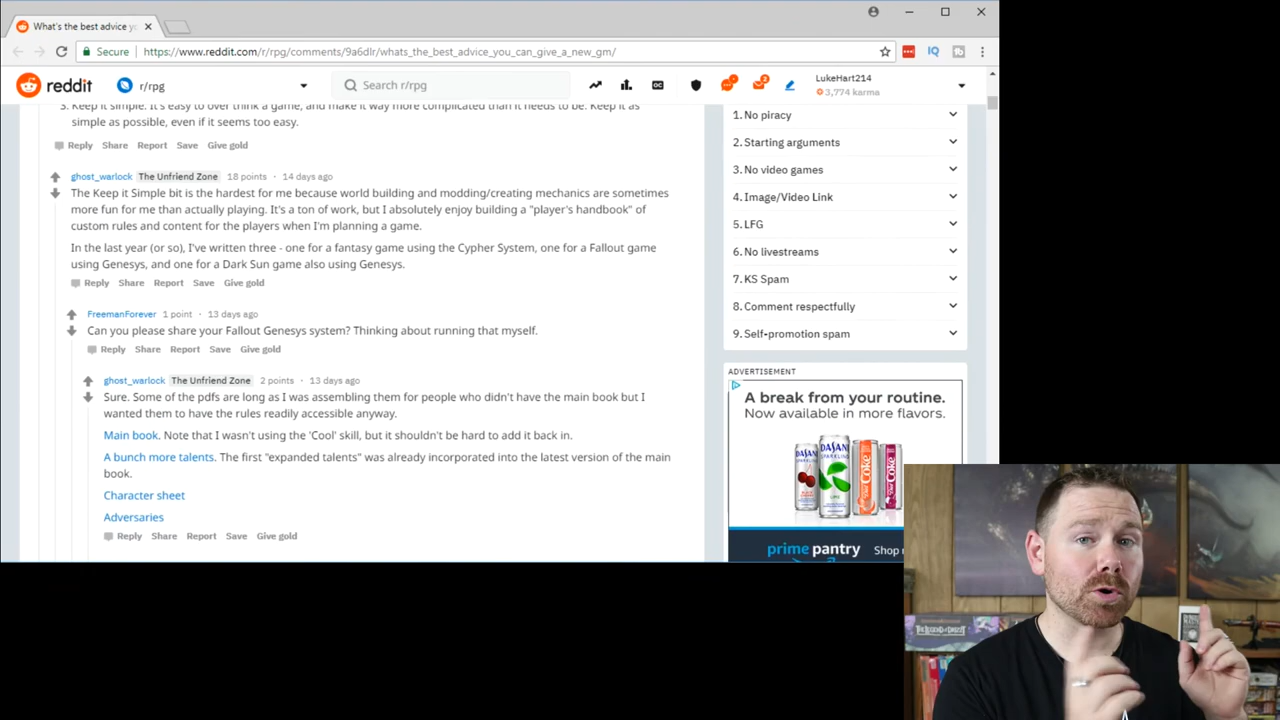 What's the best advice yo
Secure
https://www.reddit.com/r/rpg/comments/9a6dlr/whats_the_best_advice_you_can_give_a_new_gm/
IQ
reddit
r/rpg
Search r/rpg
OC
2
LukeHart214
3,774 karma
3. Keep it simple. It's easy to over think a game, and make it way more complicated than it needs to be. Keep it as
simple as possible, even if it seems too easy.
Reply Share Report Save Give gold
ghost_warlock The Unfriend Zone 18 points · 14 days ago
The Keep it Simple bit is the hardest for me because world building and modding/creating mechanics are sometimes
more fun for me than actually playing. It's a ton of work, but I absolutely enjoy building a "player's handbook" of
custom rules and content for the players when I'm planning a game.
In the last year (or so), I've written three - one for a fantasy game using the Cypher System, one for a Fallout game
using Genesys, and one for a Dark Sun game also using Genesys.
Reply Share Report Save Give gold
FreemanForever 1 point · 13 days ago
Can you please share your Fallout Genesys system? Thinking about running that myself.
Reply Share Report Save Give gold
ghost_warlock The Unfriend Zone 2 points · 13 days ago
Sure. Some of the pdfs are long as I was assembling them for people who didn't have the main book but I
wanted them to have the rules readily accessible anyway.
Main book. Note that I wasn't using the 'Cool' skill, but it shouldn't be hard to add it back in.
A bunch more talents. The first "expanded talents" was already incorporated into the latest version of the main
book.
Character sheet
Adversaries
Reply Share Report Save Give gold
1. No piracy
2. Starting arguments
3. No video games
4. Image/Video Link
5. LFG
6. No livestreams
7. KS Spam
8. Comment respectfully
9. Self-promotion spam
ADVERTISEMENT
A break from your routine.
Now available in more flavors.
DASANI
DASANI
Coke
Coke
prime pantry Shop
THE LEGEND OF DRIZZT